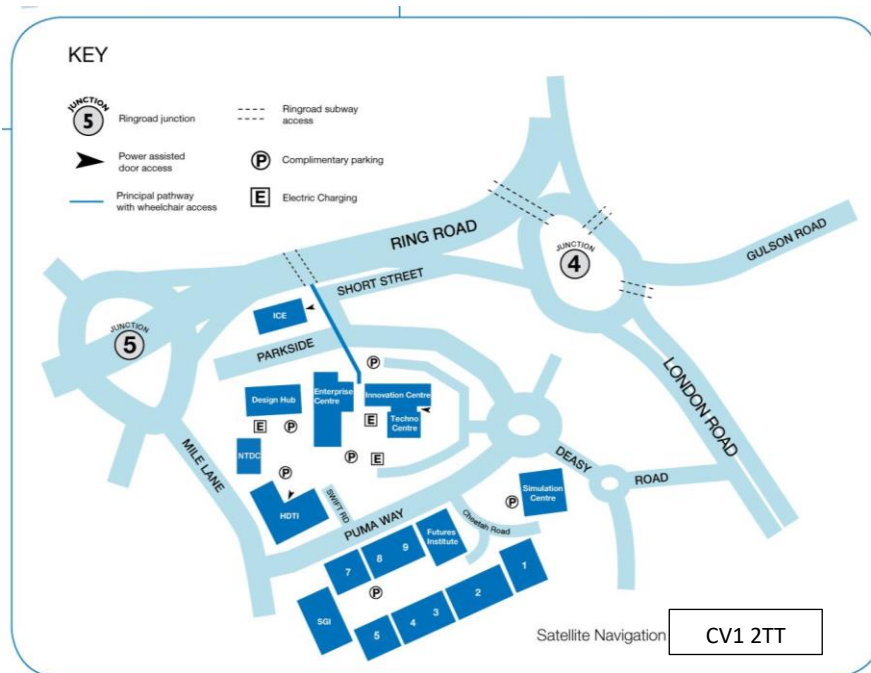 KEY
JUNCTION
5
Ringroad junction
Ringroad subway
access
Power assisted
door access
P
Complimentary parking
Principal pathway
with wheelchair access
E
Electric Charging
RING ROAD
JUNCTION
4
GULSON ROAD
SHORT STREET
ICE
JUNCTION
5
PARKSIDE
LONDON ROAD
P
Design Hub
Enterprise
Centre
Innovation Centre
Techno
Centre
E
P
E
MILE LANE
NTDC
P
E
P
DEASY
ROAD
Simulation
Centre
P
HDTI
SWIFT RD
PUMA WAY
Cheetah Road
Futures
Institute
7
8
9
1
P
2
SGI
5
4
3
Satellite Navigation
CV1 2TT